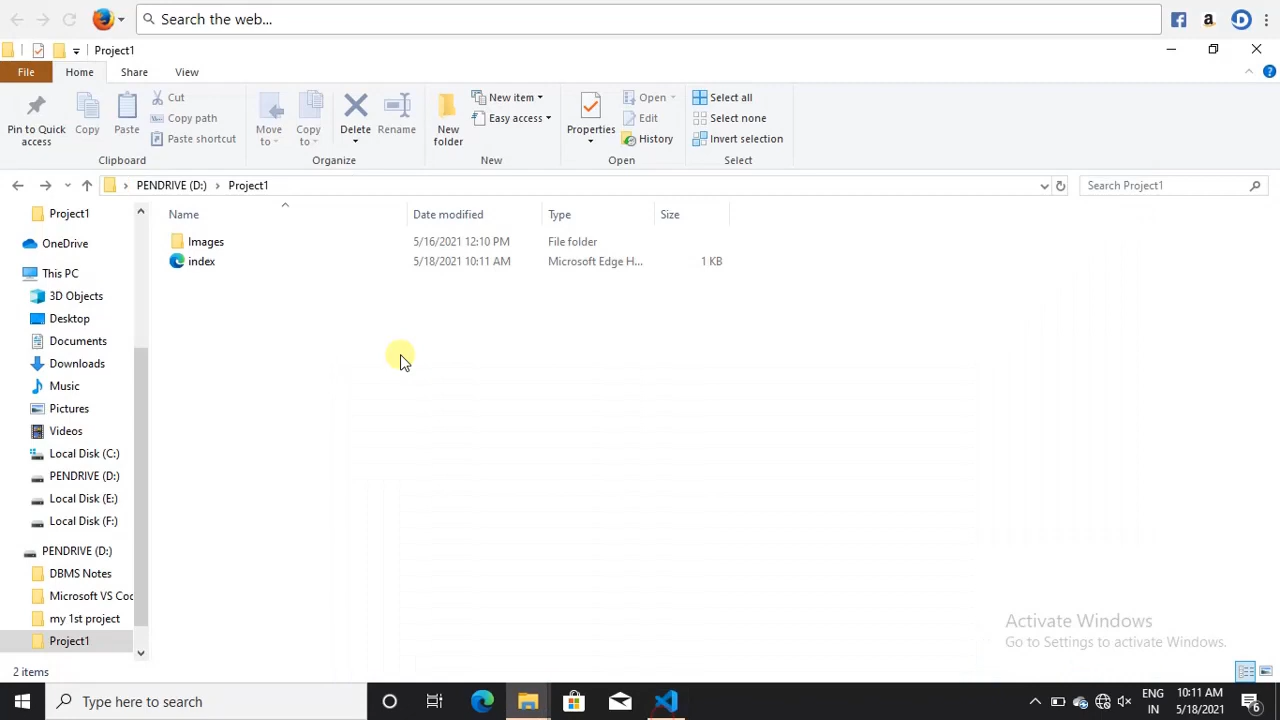 Search the web...
Project1
File Home Share View
Pin to Quick access
Copy
Paste
Cut
Copy path
Paste shortcut
Clipboard
Move to
Copy to
Delete
Rename
Organize
New folder
New item
Easy access
New
Properties
Open
Edit
History
Open
Select all
Select none
Invert selection
Select
PENDRIVE (D:) Project1
Search Project1
Name Date modified Type Size
Images 5/16/2021 12:10 PM File folder
index 5/18/2021 10:11 AM Microsoft Edge H... 1 KB
Project1
OneDrive
This PC
3D Objects
Desktop
Documents
Downloads
Music
Pictures
Videos
Local Disk (C:)
PENDRIVE (D:)
Local Disk (E:)
Local Disk (F:)
PENDRIVE (D:)
DBMS Notes
Microsoft VS Coc
my 1st project
Project1
2 items
Activate Windows
Go to Settings to activate Windows.
Type here to search
ENG
IN
10:11 AM
5/18/2021
6